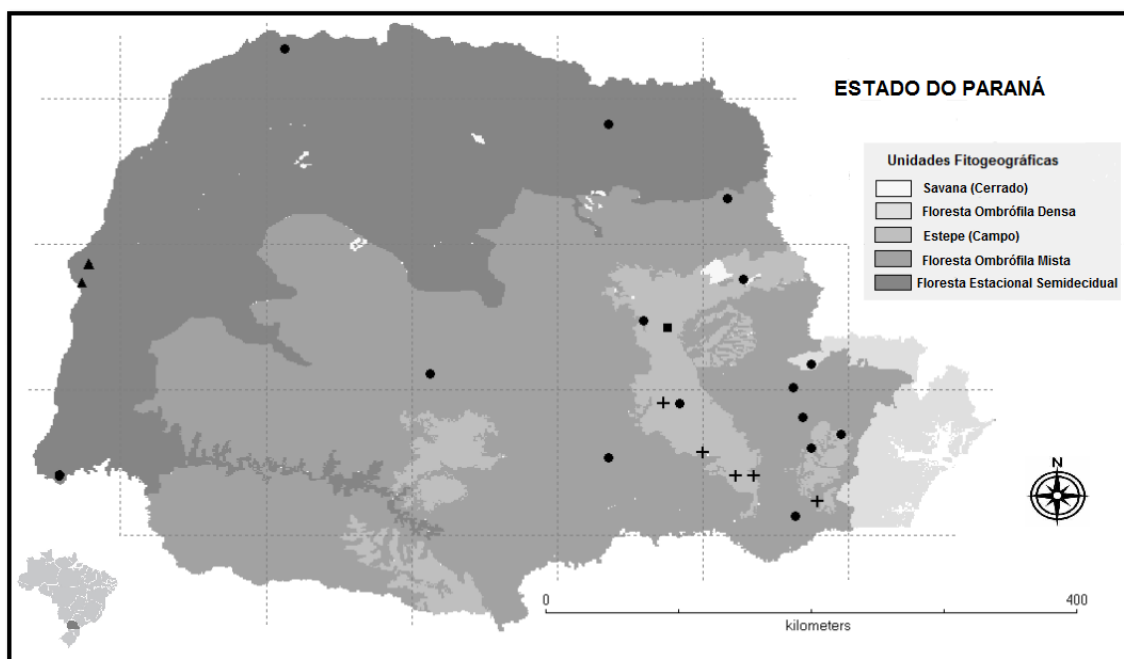 ESTADO DO PARANÁ
Unidades Fitogeográficas
Savana (Cerrado)
Floresta Ombrófila Densa
Estepe (Campo)
Floresta Ombrófila Mista
Floresta Estacional Semidecidual
N
0 400
kilometers